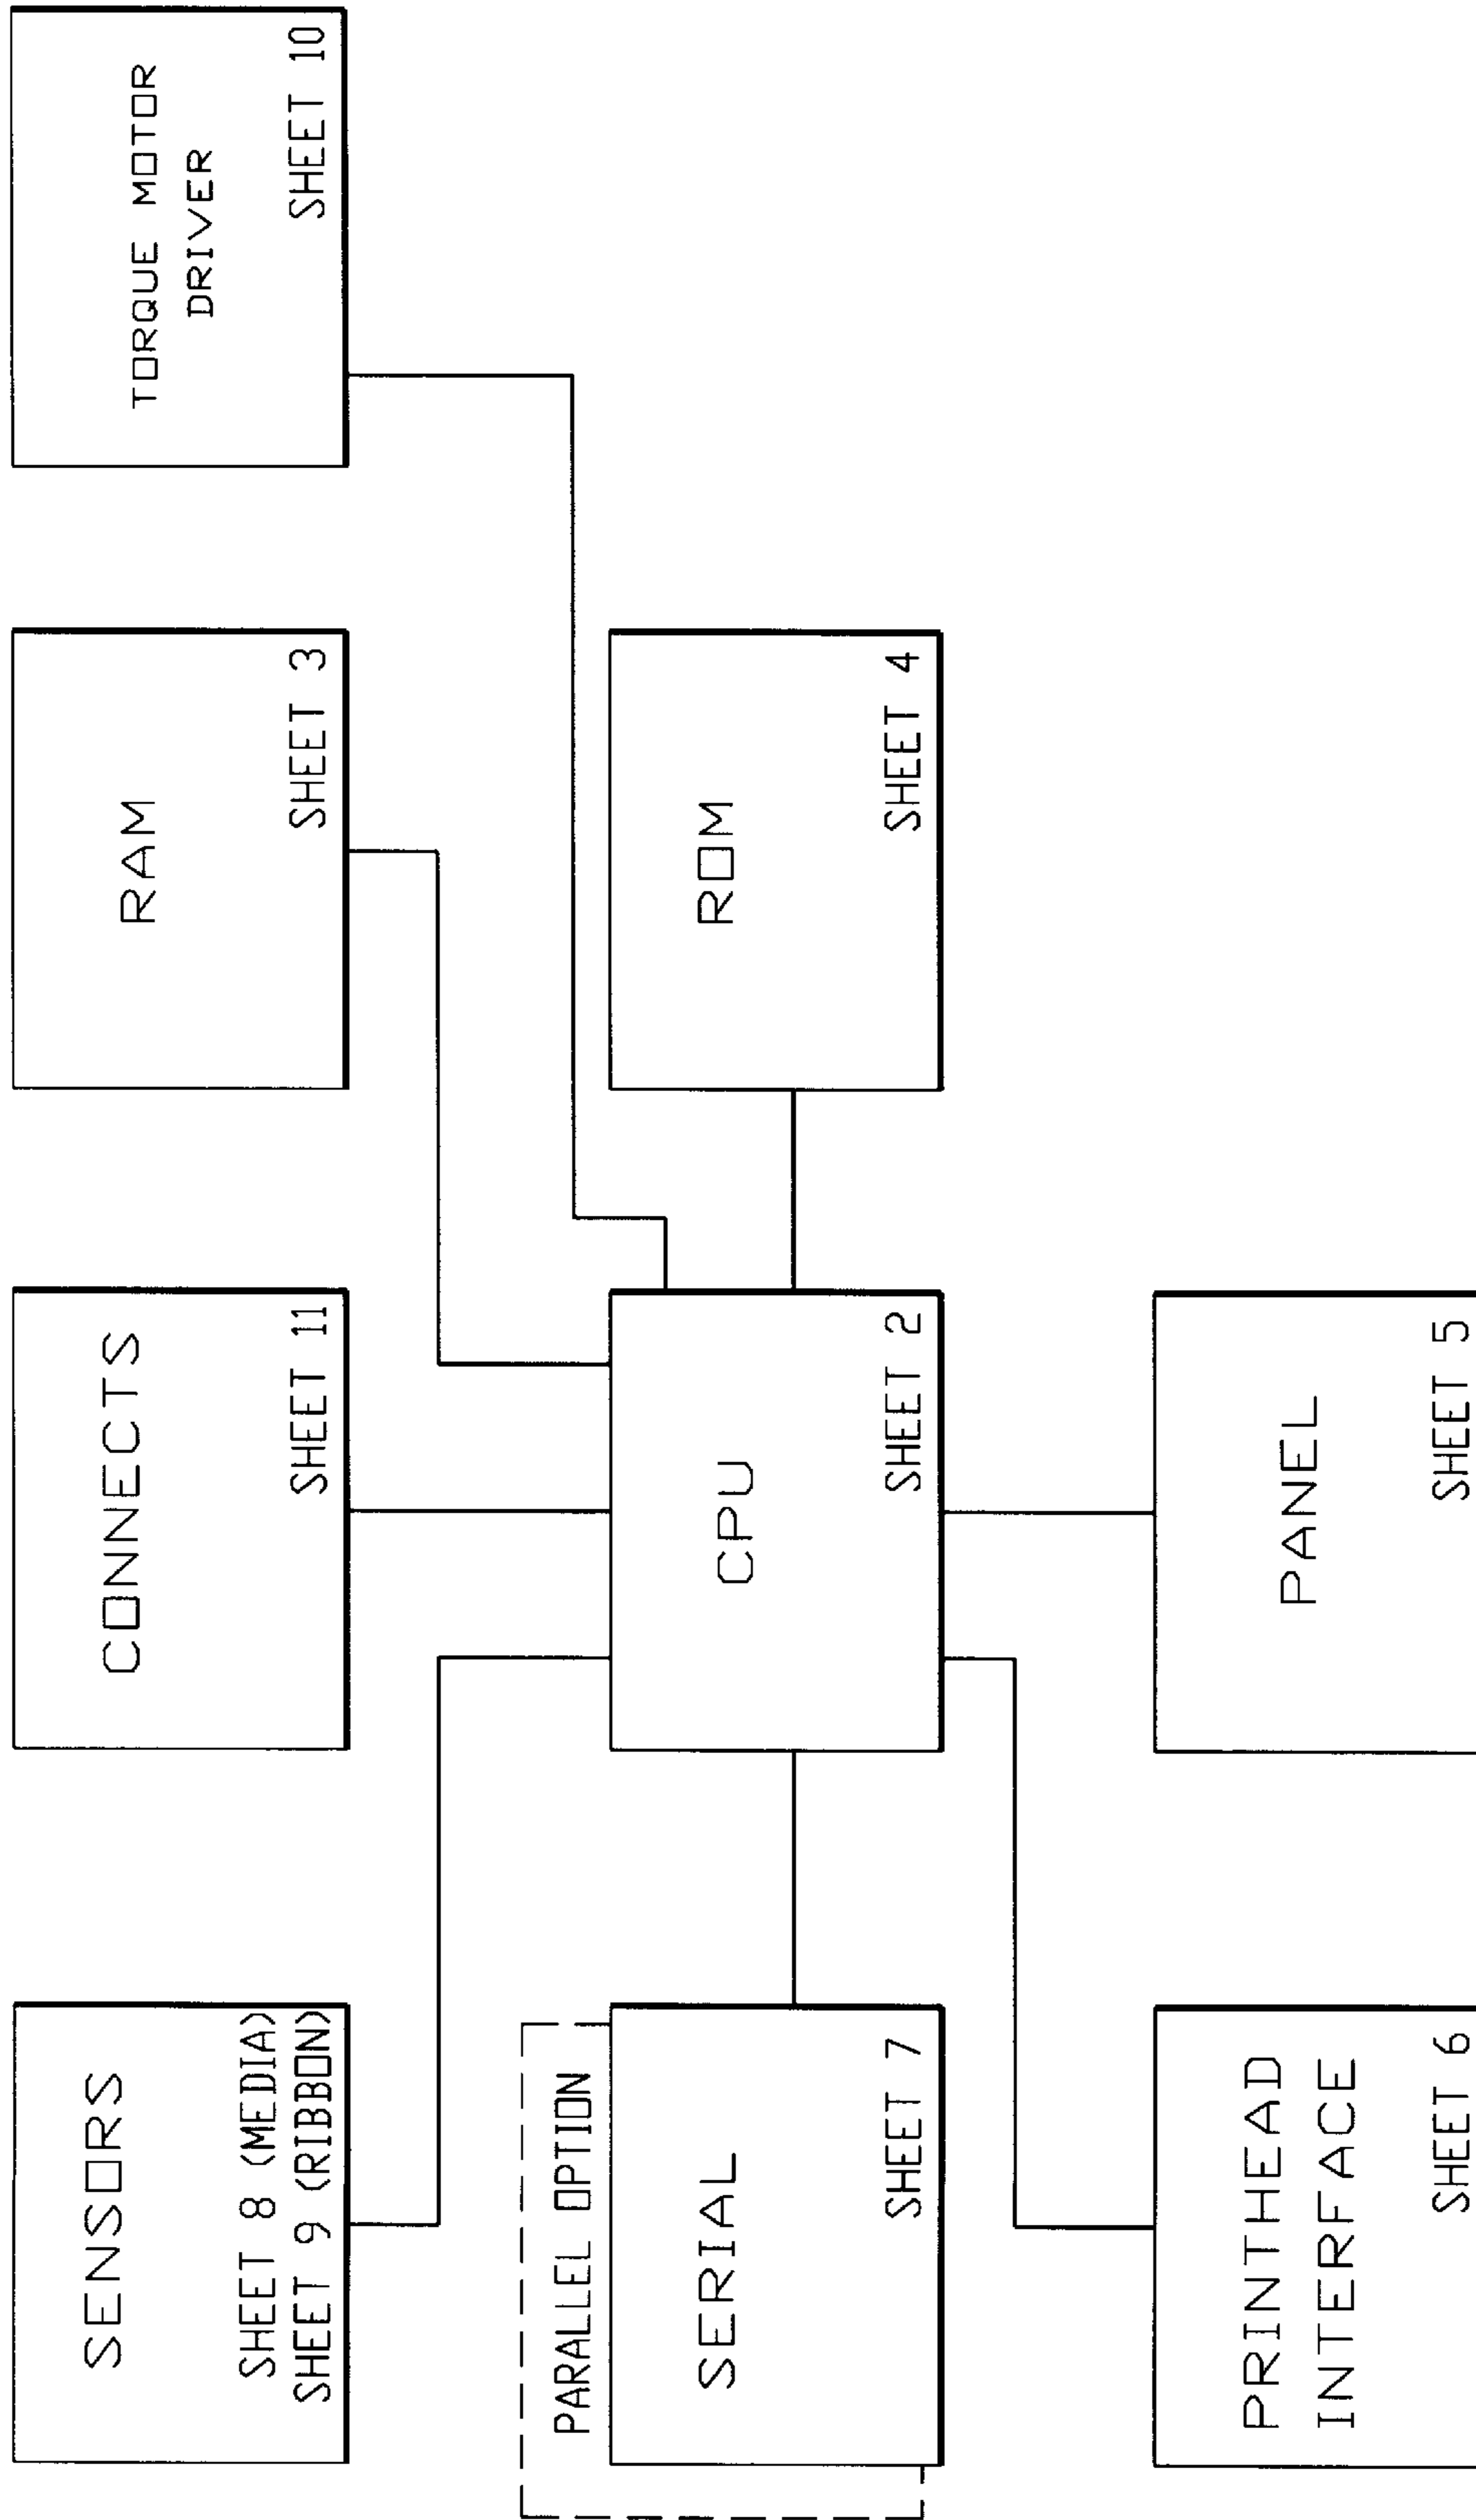 SENSORS
SHEET 8 (MEDIA)
SHEET 9 (RIBBON)
CONNECTS
SHEET 11
RAM
SHEET 3
TORQUE MOTOR
DRIVER
SHEET 10
PARALLEL OPTION
SERIAL
SHEET 7
CPU
SHEET 2
ROM
SHEET 4
PRINTHEAD
INTERFACE
SHEET 6
PANEL
SHEET 5